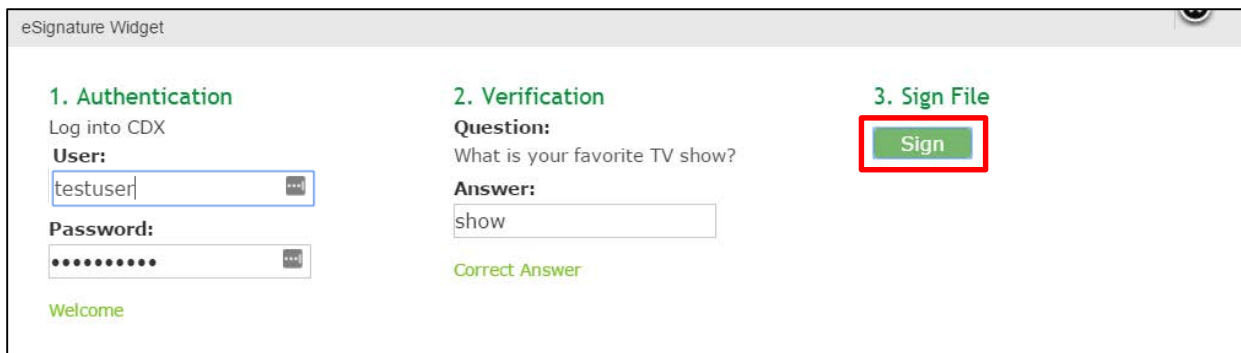 eSignature Widget
1. Authentication
Log into CDX
User:
testuser
Password:
••••••••••
Welcome
2. Verification
Question:
What is your favorite TV show?
Answer:
show
Correct Answer
3. Sign File
Sign